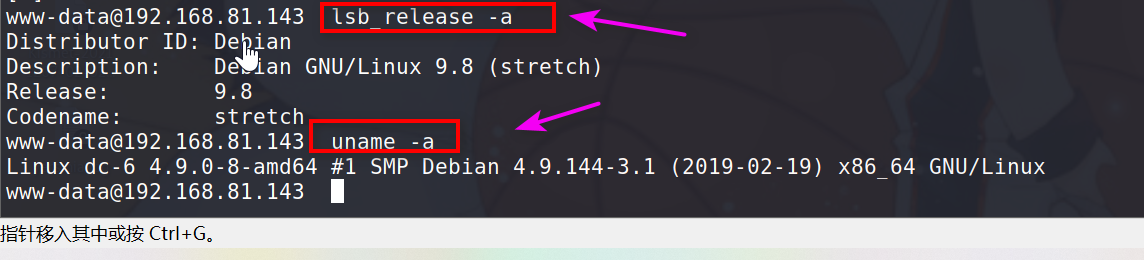 www-data@192.168.81.143 lsb_release -a
Distributor ID: Debian
Description: Debian GNU/Linux 9.8 (stretch)
Release: 9.8
Codename: stretch
www-data@192.168.81.143 uname -a
Linux dc-6 4.9.0-8-amd64 #1 SMP Debian 4.9.144-3.1 (2019-02-19) x86_64 GNU/Linux
www-data@192.168.81.143
指针移入其中或按 Ctrl+G。